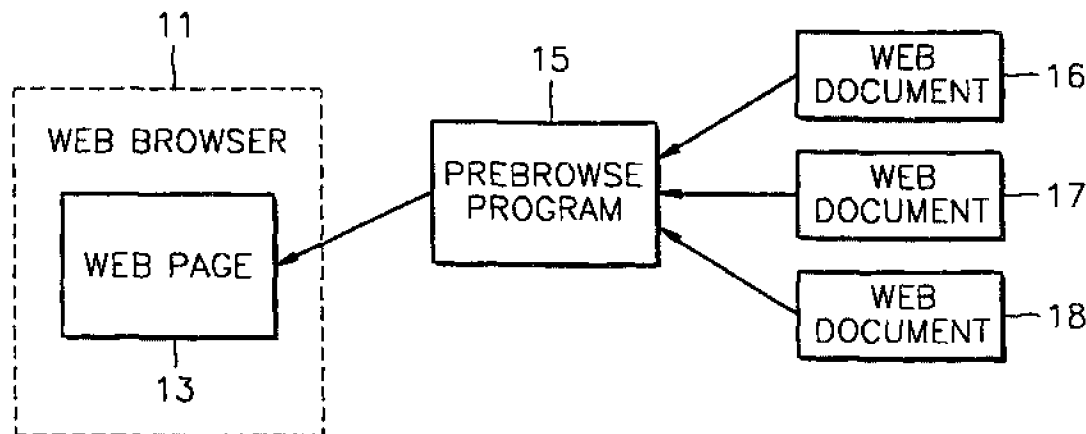 11
WEB BROWSER
WEB PAGE
13
15
PREBROWSE
PROGRAM
WEB
DOCUMENT
16
WEB
DOCUMENT
17
WEB
DOCUMENT
18